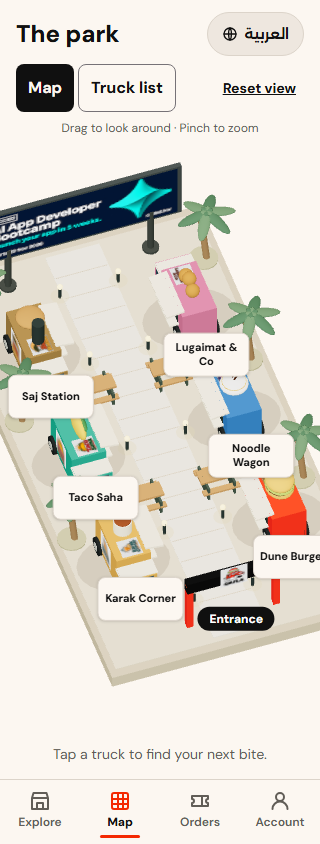 The park
العربية
Map
Truck list
Reset view
Drag to look around · Pinch to zoom
AI App Developer
Bootcamp
Lugaimat &
Co
Saj Station
Noodle
Wagon
Taco Saha
Dune Burge
Karak Corner
Entrance
Tap a truck to find your next bite.
Explore
Map
Orders
Account